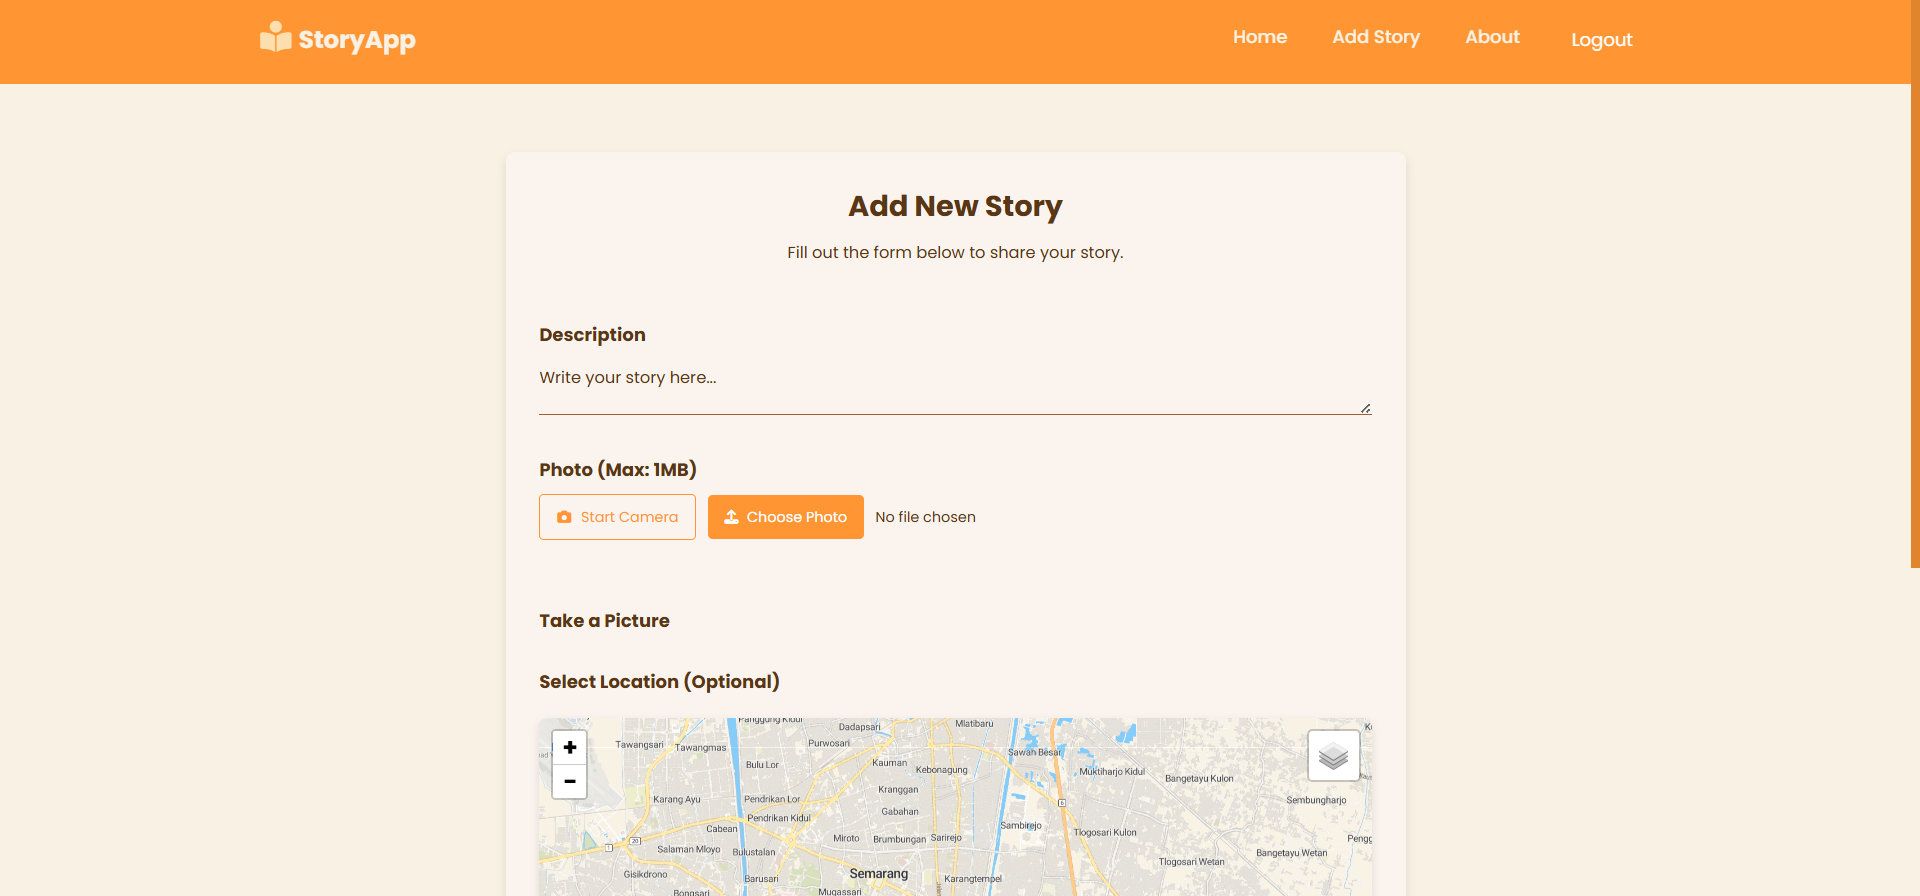 StoryApp
Home Add Story About Logout
Add New Story
Fill out the form below to share your story.
Description
Write your story here...
Photo (Max: 1MB)
Start Camera Choose Photo No file chosen
Take a Picture
Select Location (Optional)
+
−
Panggung Kidul
Dadapsari
Mlatibaru
Tawangsari
Tawangmas
Purwosari
Sawah Besar
Bulu Lor
Kauman
Kebonagung
Muktiharjo Kidul
Bangetayu Kulon
Kranggan
Karang Ayu
Pendrikan Lor
Sembungharjo
6
Gabahan
Pendrikan Kidul
Cabean
Sambirejo
Tlogosari Kulon
Miroto
Brumbungan
Sarirejo
1
20
Salaman Mloyo
Bulustalan
Bangetayu Wetan
Tlogosari Wetan
Gisikdrono
Semarang
Barusari
Karangtempel
Mugassari
Bongsari